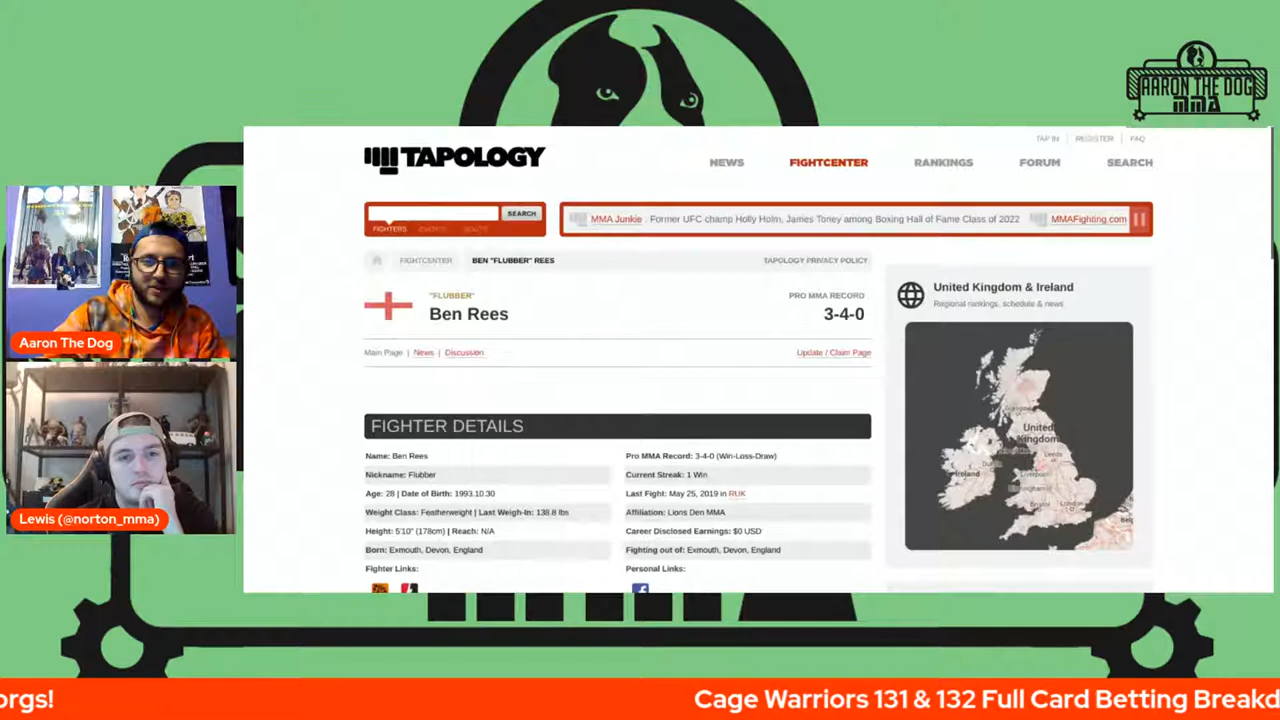 AARON THE DOG
MMA
TAP IN
REGISTER
FAQ
TAPOLOGY
NEWS
FIGHTCENTER
RANKINGS
FORUM
SEARCH
SEARCH
FIGHTERS
EVENTS
MMA Junkie : Former UFC champ Holly Holm, James Toney among Boxing Hall of Fame Class of 2022
MMAFighting.com
FIGHTCENTER
BEN "FLUBBER" REES
TAPOLOGY PRIVACY POLICY
"FLUBBER"
Ben Rees
PRO MMA RECORD
3-4-0
Main Page | News | Discussion
Update / Claim Page
United Kingdom & Ireland
Regional rankings, schedule & news
United
Kingdom
Ireland
Leeds
Liverpool
FIGHTER DETAILS
Name: Ben Rees
Pro MMA Record: 3-4-0 (Win-Loss-Draw)
Nickname: Flubber
Current Streak: 1 Win
Age: 28 | Date of Birth: 1993.10.30
Last Fight: May 25, 2019 in RUK
Weight Class: Featherweight | Last Weigh-In: 138.8 lbs
Affiliation: Lions Den MMA
Height: 5'10" (178cm) | Reach: N/A
Career Disclosed Earnings: $0 USD
Born: Exmouth, Devon, England
Fighting out of: Exmouth, Devon, England
Fighter Links:
Personal Links:
DOPE
Aaron The Dog
Lewis (@norton_mma)
orgs!
Cage Warriors 131 & 132 Full Card Betting Breakd